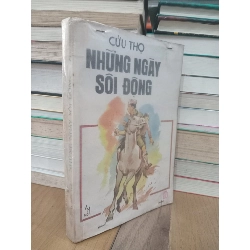 CỬU THỌ
NHỮNG NGÀY
SÔI ĐỘNG